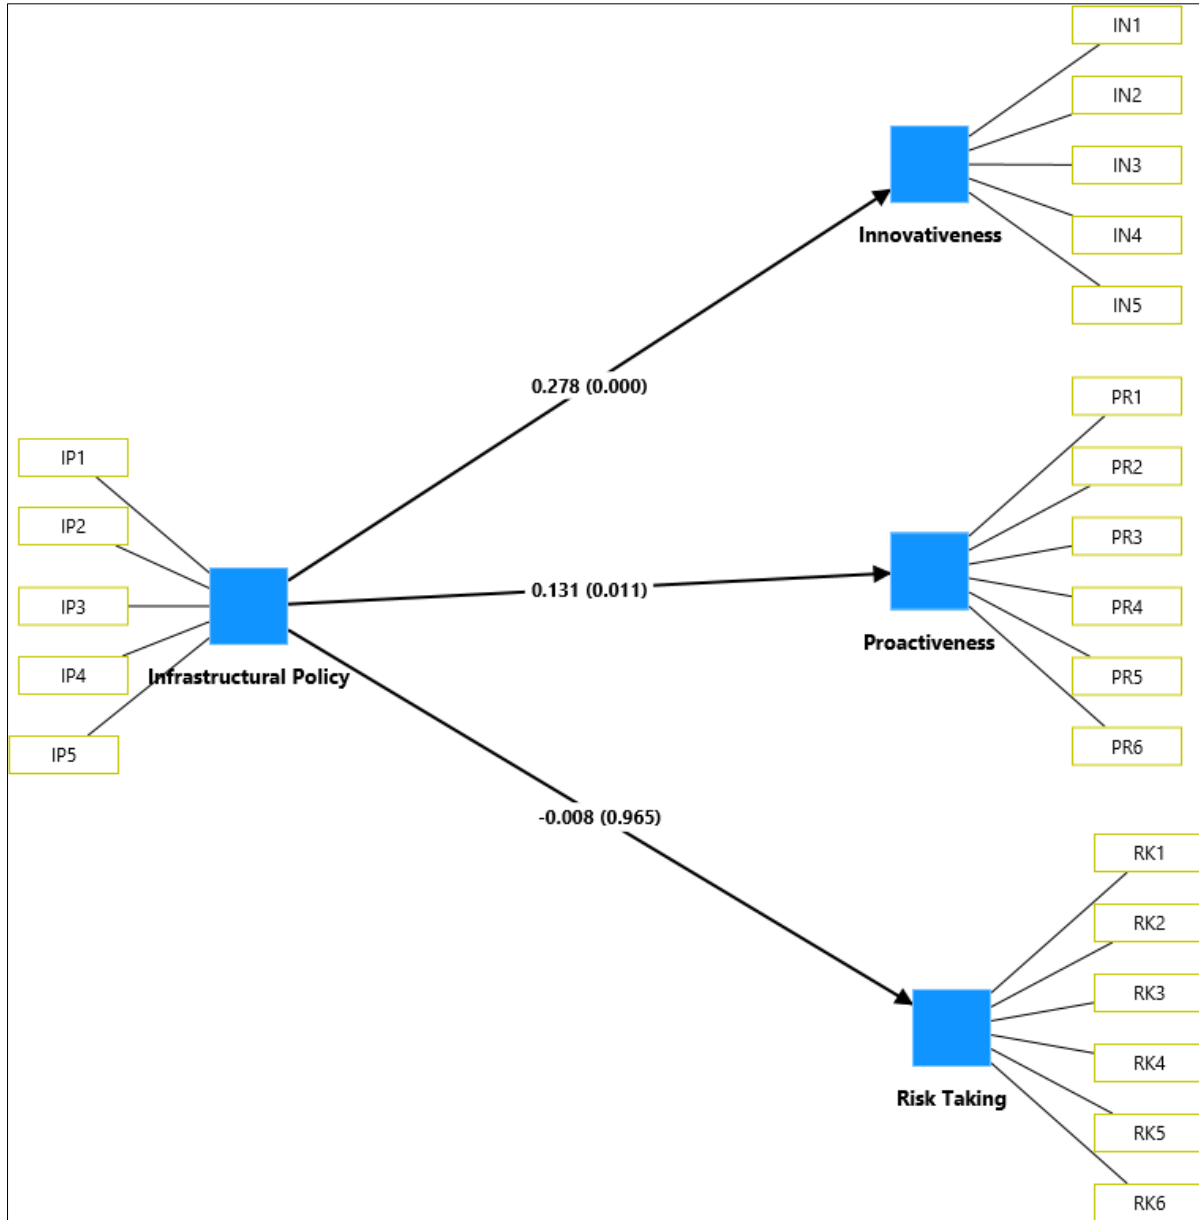 IN1
IN2
IN3
IN4
IN5
Innovativeness
0.278 (0.000)
PR1
PR2
PR3
PR4
PR5
PR6
Proactiveness
0.131 (0.011)
IP1
IP2
IP3
IP4
IP5
Infrastructural Policy
-0.008 (0.965)
RK1
RK2
RK3
RK4
RK5
RK6
Risk Taking